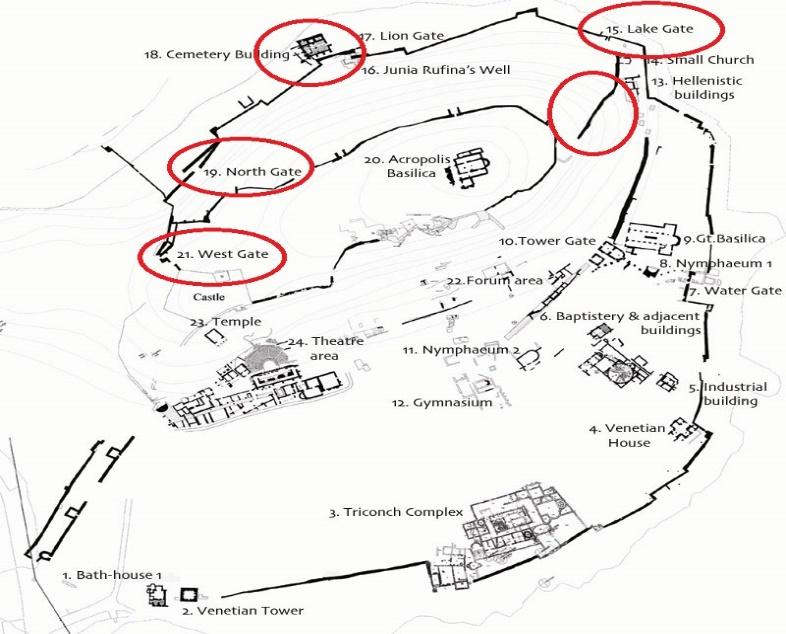 17. Lion Gate
15. Lake Gate
18. Cemetery Building
14. Small Church
16. Junia Rufina's Well
13. Hellenistic
buildings
20. Acropolis
Basilica
19. North Gate
10. Tower Gate
9. Gt. Basilica
21. West Gate
8. Nymphaeum 1
22. Forum area
7. Water Gate
Castle
6. Baptistery & adjacent
buildings
23. Temple
24. Theatre
area
11. Nymphaeum 2
5. Industrial
building
12. Gymnasium
4. Venetian
House
3. Triconch Complex
1. Bath-house 1
2. Venetian Tower